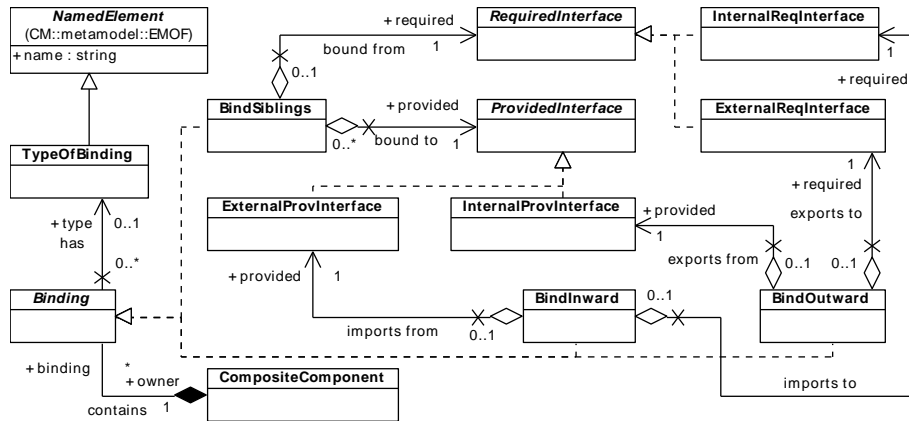 NamedElement
(CM::metamodel::EMOF)
+ name : string
+ required
bound from
1
0..1
RequiredInterface
InternalReqInterface
1
+ required
BindSiblings
+ provided
bound to
0..*
1
ProvidedInterface
ExternalReqInterface
1
+ required
exports to
TypeOfBinding
+ type
has
0..1
0..*
ExternalProvInterface
InternalProvInterface
+ provided
1
exports from
0..1
0..1
+ provided
1
imports from
0..1
BindInward
0..1
BindOutward
imports to
Binding
+ binding
*
+ owner
contains
1
CompositeComponent